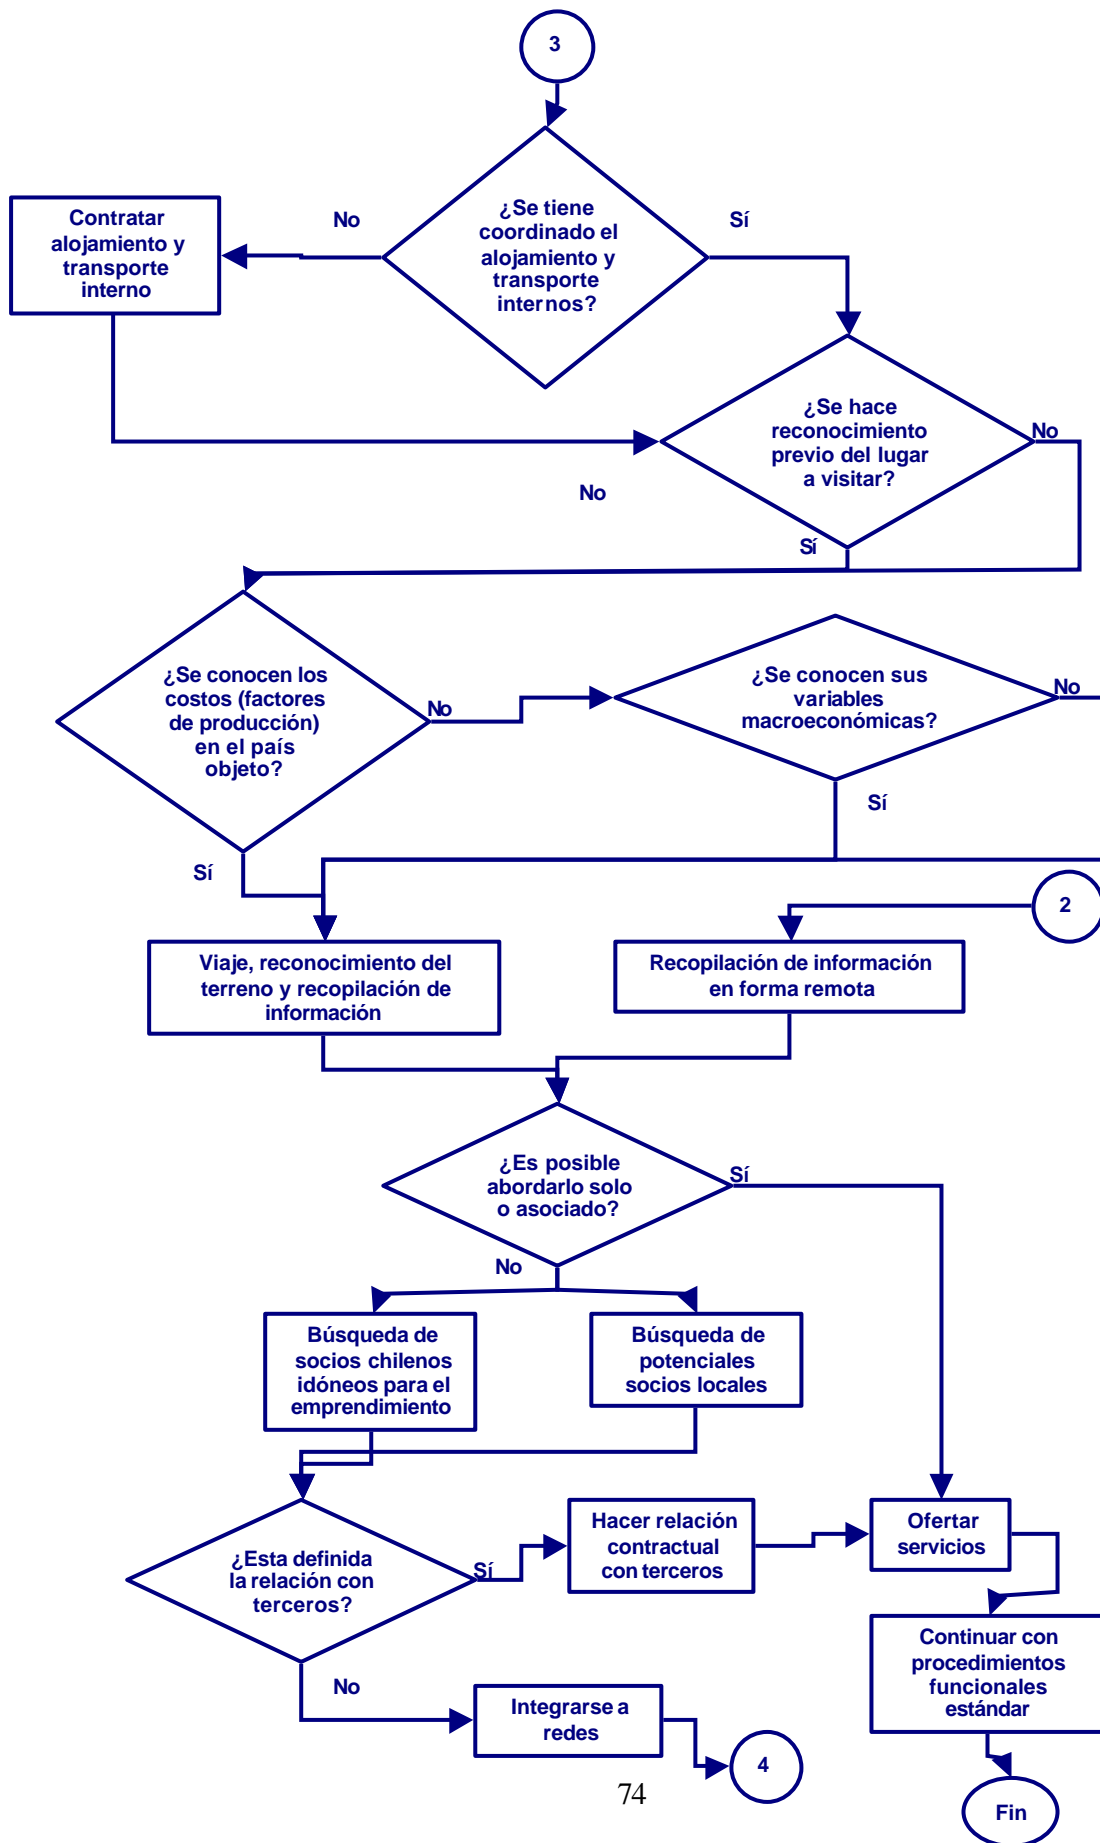 3
¿Se tiene
coordinado el
alojamiento y
transporte
internos?
No
Sí
Contratar
alojamiento y
transporte
interno
¿Se hace
reconocimiento
previo del lugar
a visitar?
No
No
Sí
¿Se conocen los
costos (factores
de producción)
en el país
objeto?
No
¿Se conocen sus
variables
macroeconómicas?
No
Sí
Sí
2
Viaje, reconocimiento del
terreno y recopilación de
información
Recopilación de información
en forma remota
¿Es posible
abordarlo solo
o asociado?
Sí
No
Búsqueda de
socios chilenos
idóneos para el
emprendimiento
Búsqueda de
potenciales
socios locales
¿Esta definida
la relación con
terceros?
Sí
Hacer relación
contractual
con terceros
Ofertar
servicios
Continuar con
procedimientos
funcionales
estándar
No
Integrarse a
redes
4
74
Fin